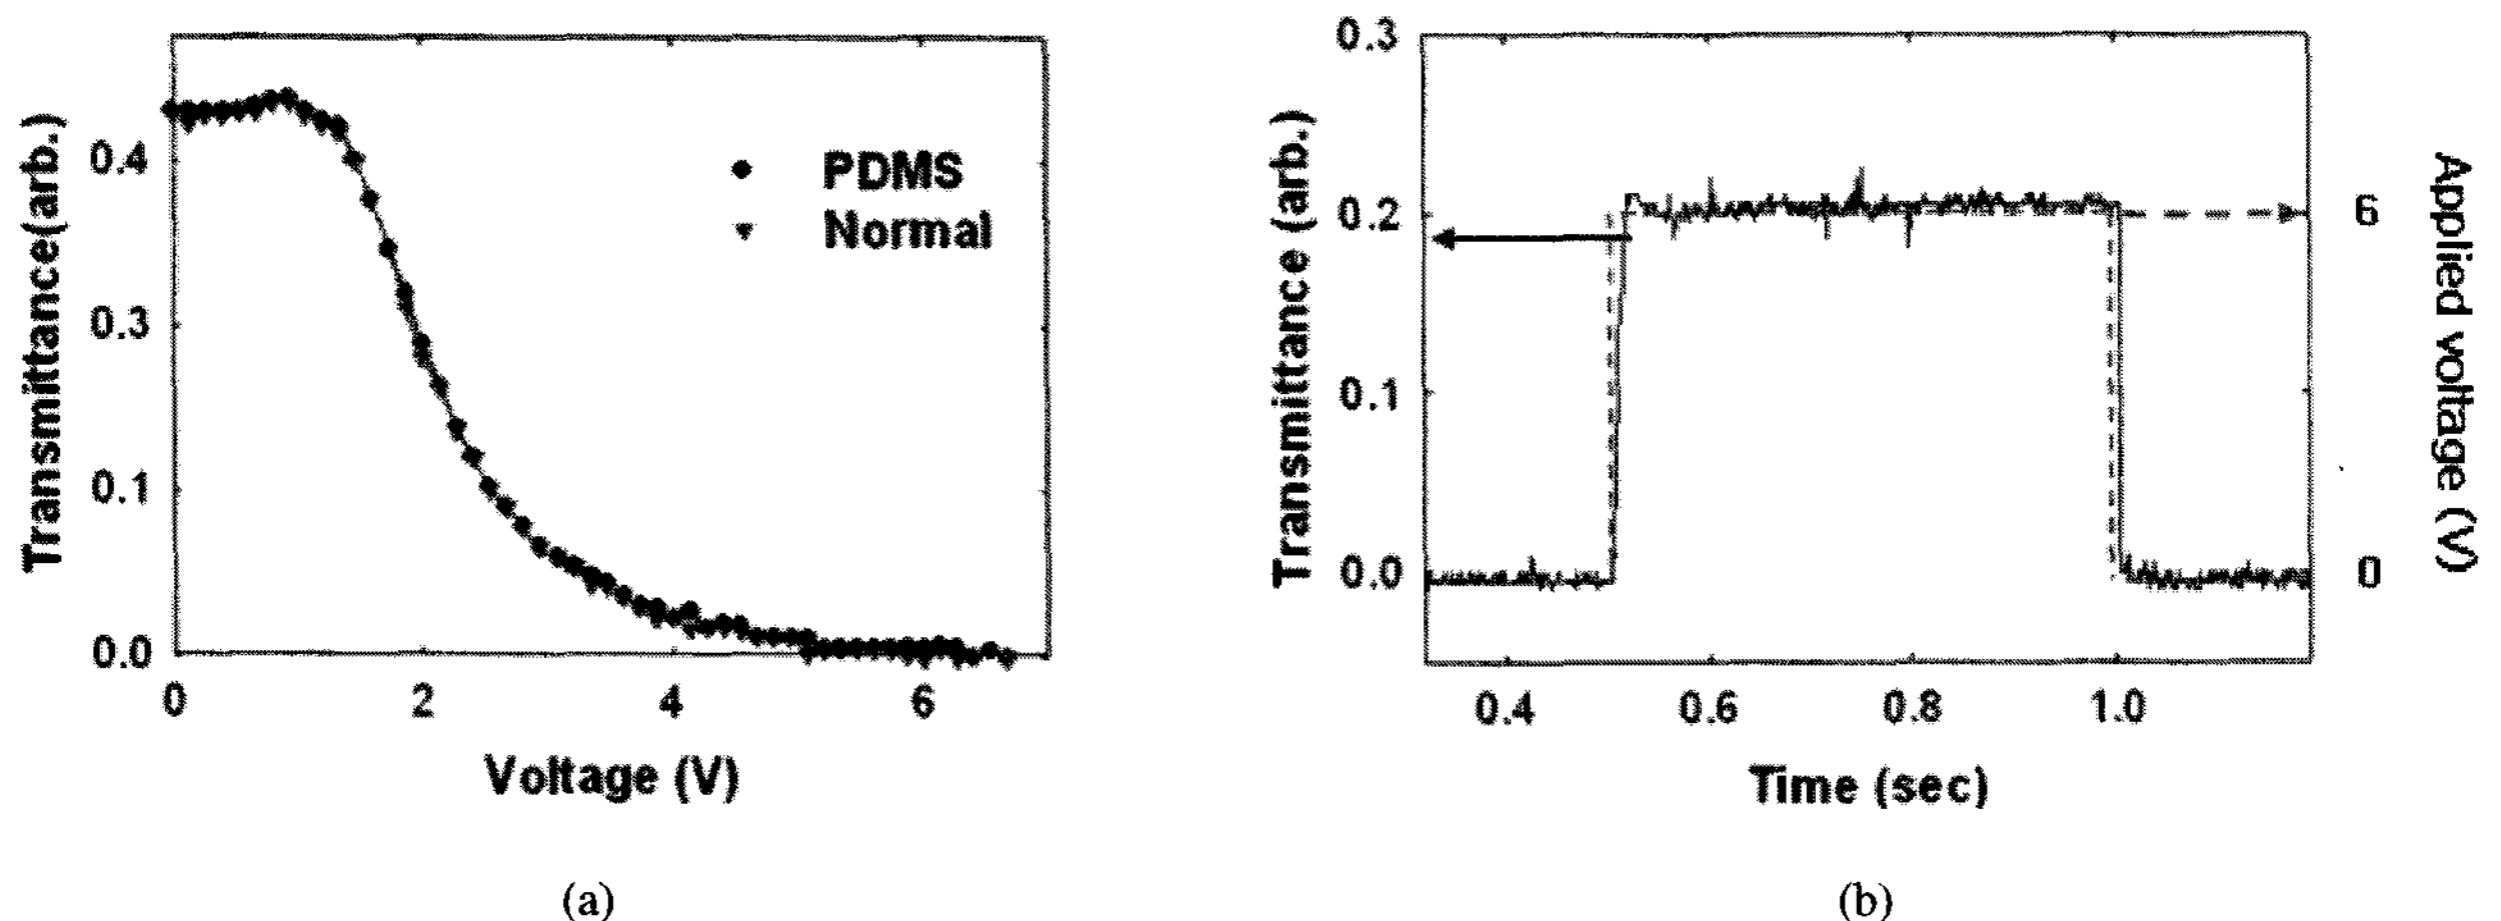 Transmittance(arb.)
0.4
0.3
0.1
0.0
0
2
4
6
Voltage (V)
PDMS
Normal
(a)
Transmittance (arb.)
0.3
0.2
0.1
0.0
0.4
0.6
0.8
1.0
Time (sec)
6
0
Applied voltage (V)
(b)